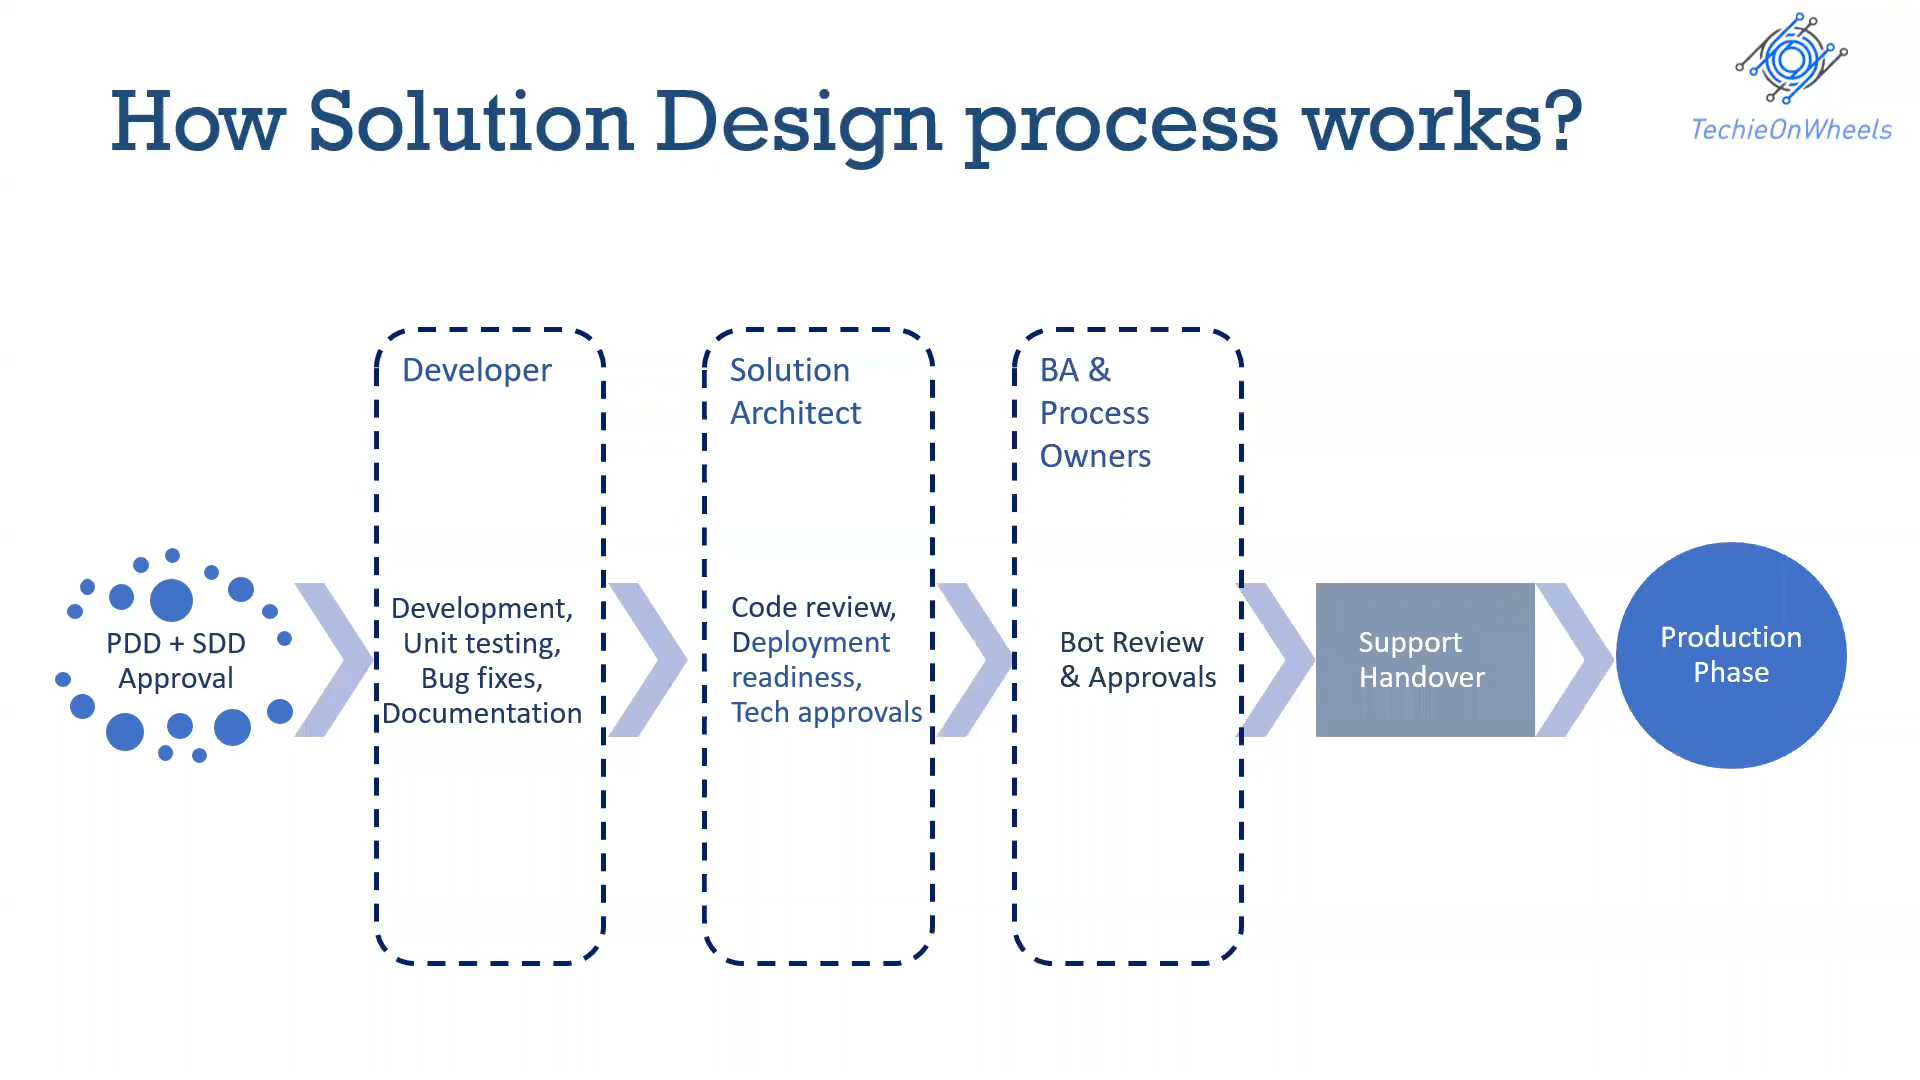 How Solution Design process works?
TechieOnWheels
Developer
Solution
Architect
BA &
Process
Owners
PDD + SDD
Approval
Development,
Unit testing,
Bug fixes,
Documentation
Code review,
Deployment
readiness,
Tech approvals
Bot Review
& Approvals
Support
Handover
Production
Phase